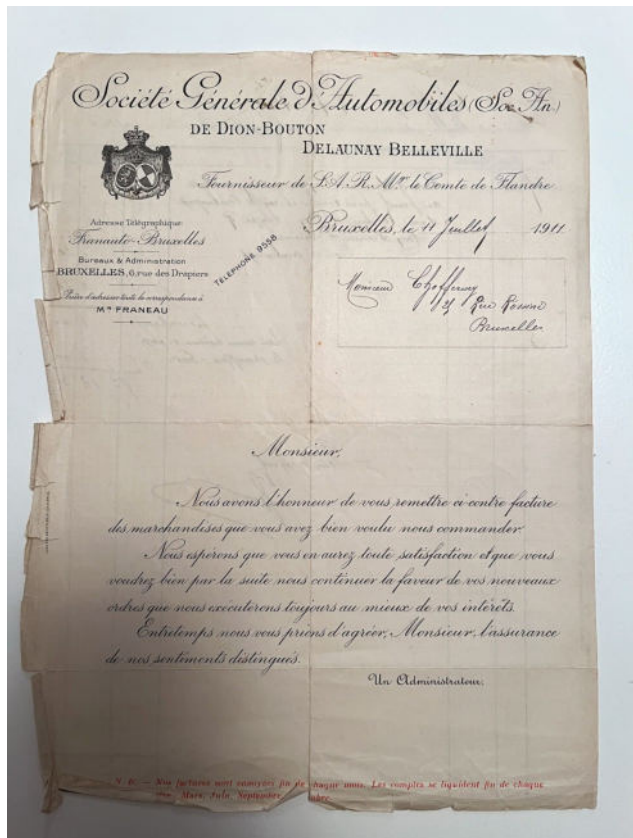 Société Générale d'Automobiles (Soc. An.)
DE DION-BOUTON
DELAUNAY BELLEVILLE
Fournisseur de S.A.R. Mgr. le Comte de Flandre
Adresse Télégraphique:
Franauto-Bruxelles
Bureaux & Administration
BRUXELLES, 6, rue des Drapiers
Prière d'adresser toute la correspondance à
Mr FRANEAU
TÉLÉPHONE 9558
Bruxelles, le 11 Juillet 1911
Monsieur
Rue
Bruxelles
Monsieur,
Nous avons l'honneur de vous remettre ci contre facture
des marchandises que vous avez bien voulu nous commander.
Nous espérons que vous en aurez toute satisfaction et que vous
voudrez bien par la suite nous continuer la faveur de vos nouveaux
ordres que nous exécuterons toujours au mieux de vos intérêts.
Entretemps nous vous prions d'agréer, Monsieur, l'assurance
de nos sentiments distingués.
Un Administrateur,
N. B. — Nos factures sont envoyées fin de chaque mois. Les comptes se liquident fin de chaque
Mars, Juin, Septembre,